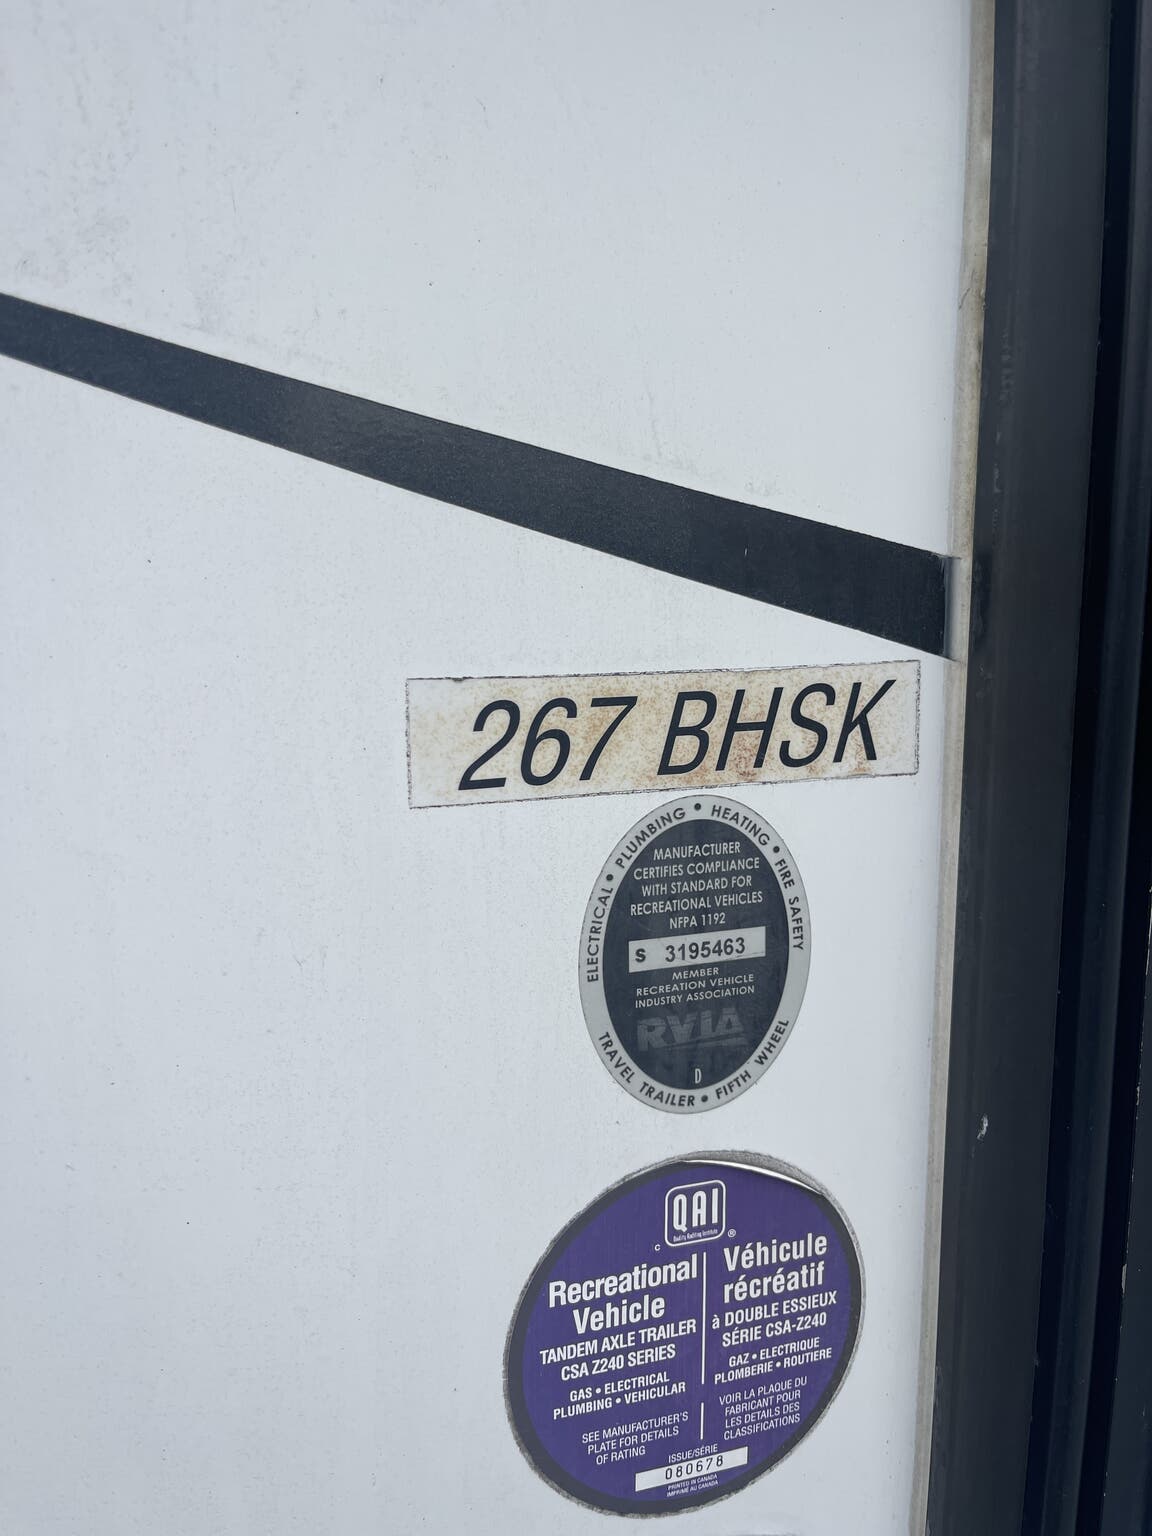 267 BHSK
ELECTRICAL • PLUMBING • HEATING • FIRE SAFETY
MANUFACTURER
CERTIFIES COMPLIANCE
WITH STANDARD FOR
RECREATIONAL VEHICLES
NFPA 1192
S 3195463
MEMBER
RECREATION VEHICLE
INDUSTRY ASSOCIATION
RVIA
D
TRAVEL TRAILER • FIFTH WHEEL
QAI
Quality Auditing Institute
C ®
Recreational
Vehicle
TANDEM AXLE TRAILER
CSA Z240 SERIES
GAS • ELECTRICAL
PLUMBING • VEHICULAR
SEE MANUFACTURER'S
PLATE FOR DETAILS
OF RATING
Véhicule
récréatif
à DOUBLE ESSIEUX
SÉRIE CSA-Z240
GAZ • ELECTRIQUE
PLOMBERIE • ROUTIERE
VOIR LA PLAQUE DU
FABRICANT POUR
LES DETAILS DES
CLASSIFICATIONS
ISSUE/SÉRIE
080678
PRINTED IN CANADA
IMPRIMÉ AU CANADA